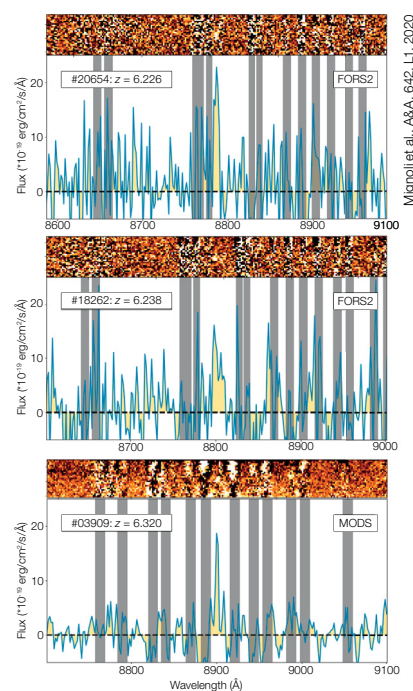 Mignoli et al., A&A, 642, L1, 2020
#20654: z = 6.226
FORS2
20
10
0
Flux (*10⁻¹⁹ erg/cm²/s/Å)
8600
8700
8800
8900
9100
#18262: z = 6.238
FORS2
20
10
0
Flux (*10⁻¹⁹ erg/cm²/s/Å)
8700
8800
8900
9000
#03909: z = 6.320
MODS
20
10
0
Flux (*10⁻¹⁹ erg/cm²/s/Å)
8800
8900
9000
9100
Wavelength (Å)